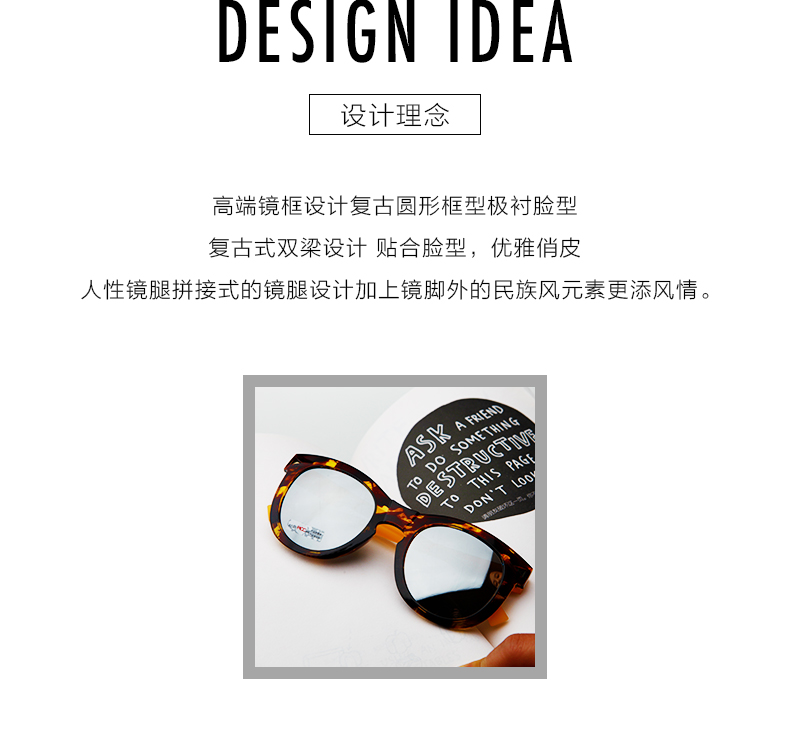 DESIGN IDEA
设计理念
高端镜框设计复古圆形框型极衬脸型
复古式双梁设计 贴合脸型，优雅俏皮
人性镜腿拼接式的镜腿设计加上镜脚外的民族风元素更添风情。
ASK A FRIEND
TO DO SOMETHING
DESTRUCTIVE
TO THIS PAGE
DON'T LOOK